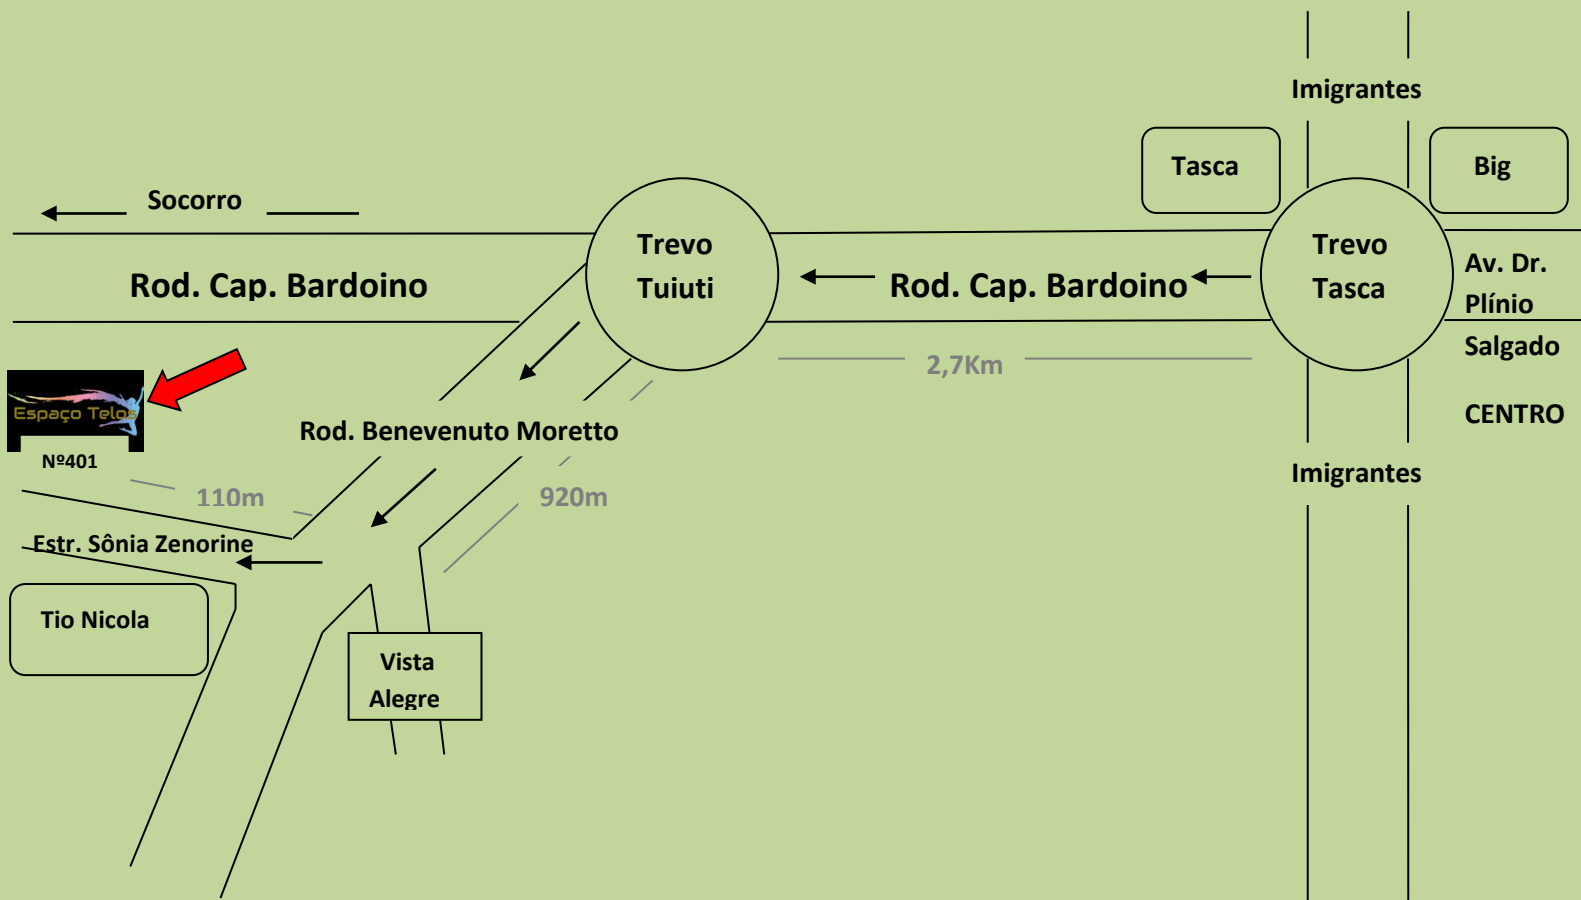 Imigrantes
Tasca
Big
Socorro
Trevo
Tuiuti
Trevo
Tasca
Av. Dr.
Plínio
Salgado
CENTRO
Rod. Cap. Bardoino
Rod. Cap. Bardoino
2,7Km
Espaço Telos
Nº401
Rod. Benevenuto Moretto
110m
920m
Imigrantes
Estr. Sônia Zenorine
Tio Nicola
Vista
Alegre